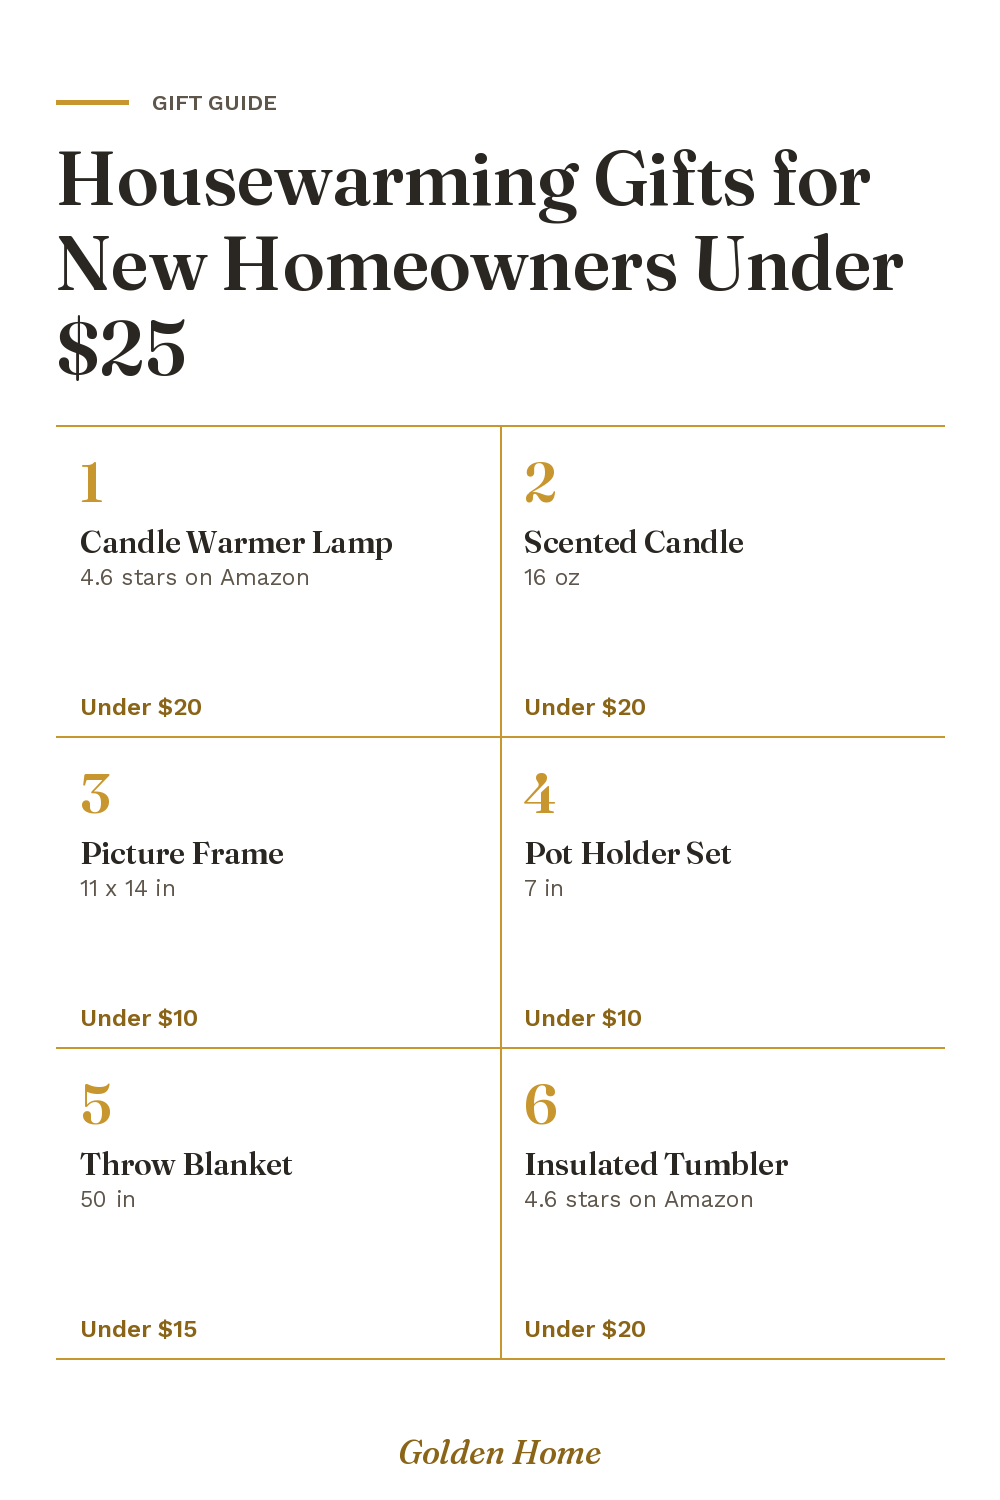 GIFT GUIDE
Housewarming Gifts for
New Homeowners Under
$25
1
Candle Warmer Lamp
4.6 stars on Amazon
Under $20
2
Scented Candle
16 oz
Under $20
3
Picture Frame
11 x 14 in
Under $10
4
Pot Holder Set
7 in
Under $10
5
Throw Blanket
50 in
Under $15
6
Insulated Tumbler
4.6 stars on Amazon
Under $20
Golden Home